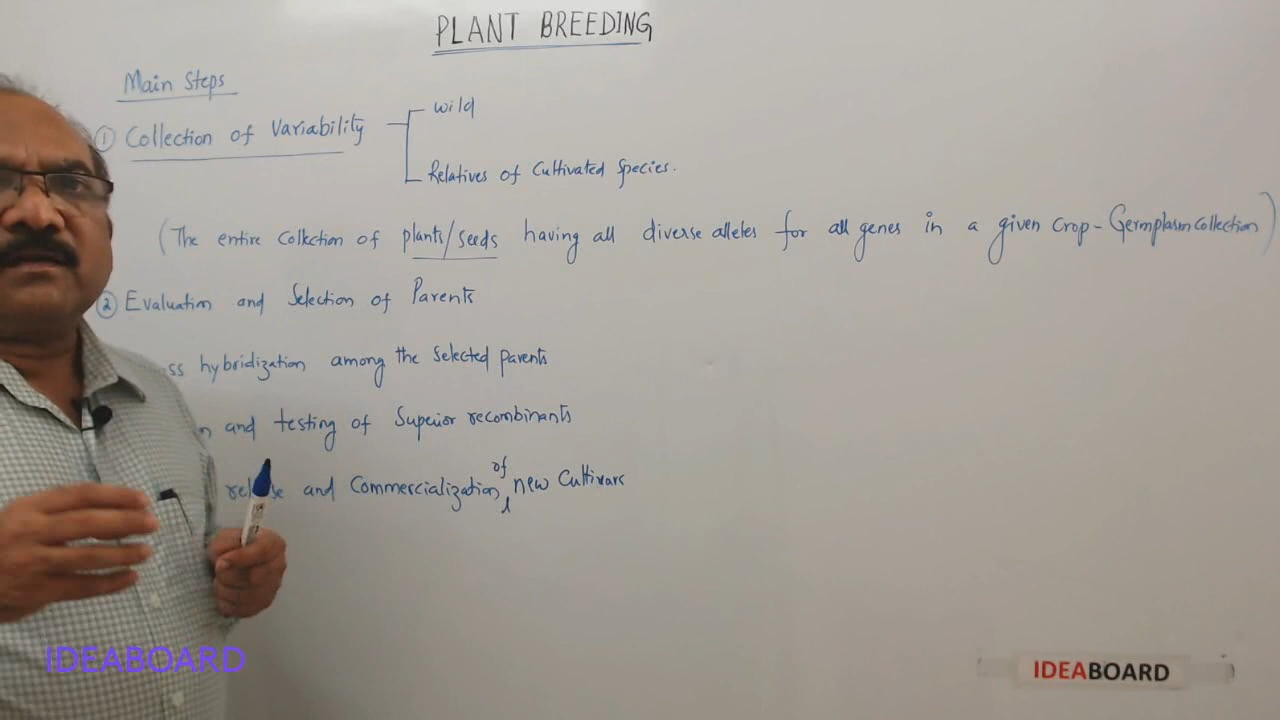 PLANT BREEDING
Main Steps
① Collection of Variability
Wild
Relatives of Cultivated Species.
(The entire Collection of plants/seeds having all diverse alleles for all genes in a given crop - Germplasm Collection)
② Evaluation and Selection of Parents
ss hybridization among the selected parents
n and testing of Superior recombinants
and Commercialization of new Cultivars
IDEABOARD
IDEABOARD